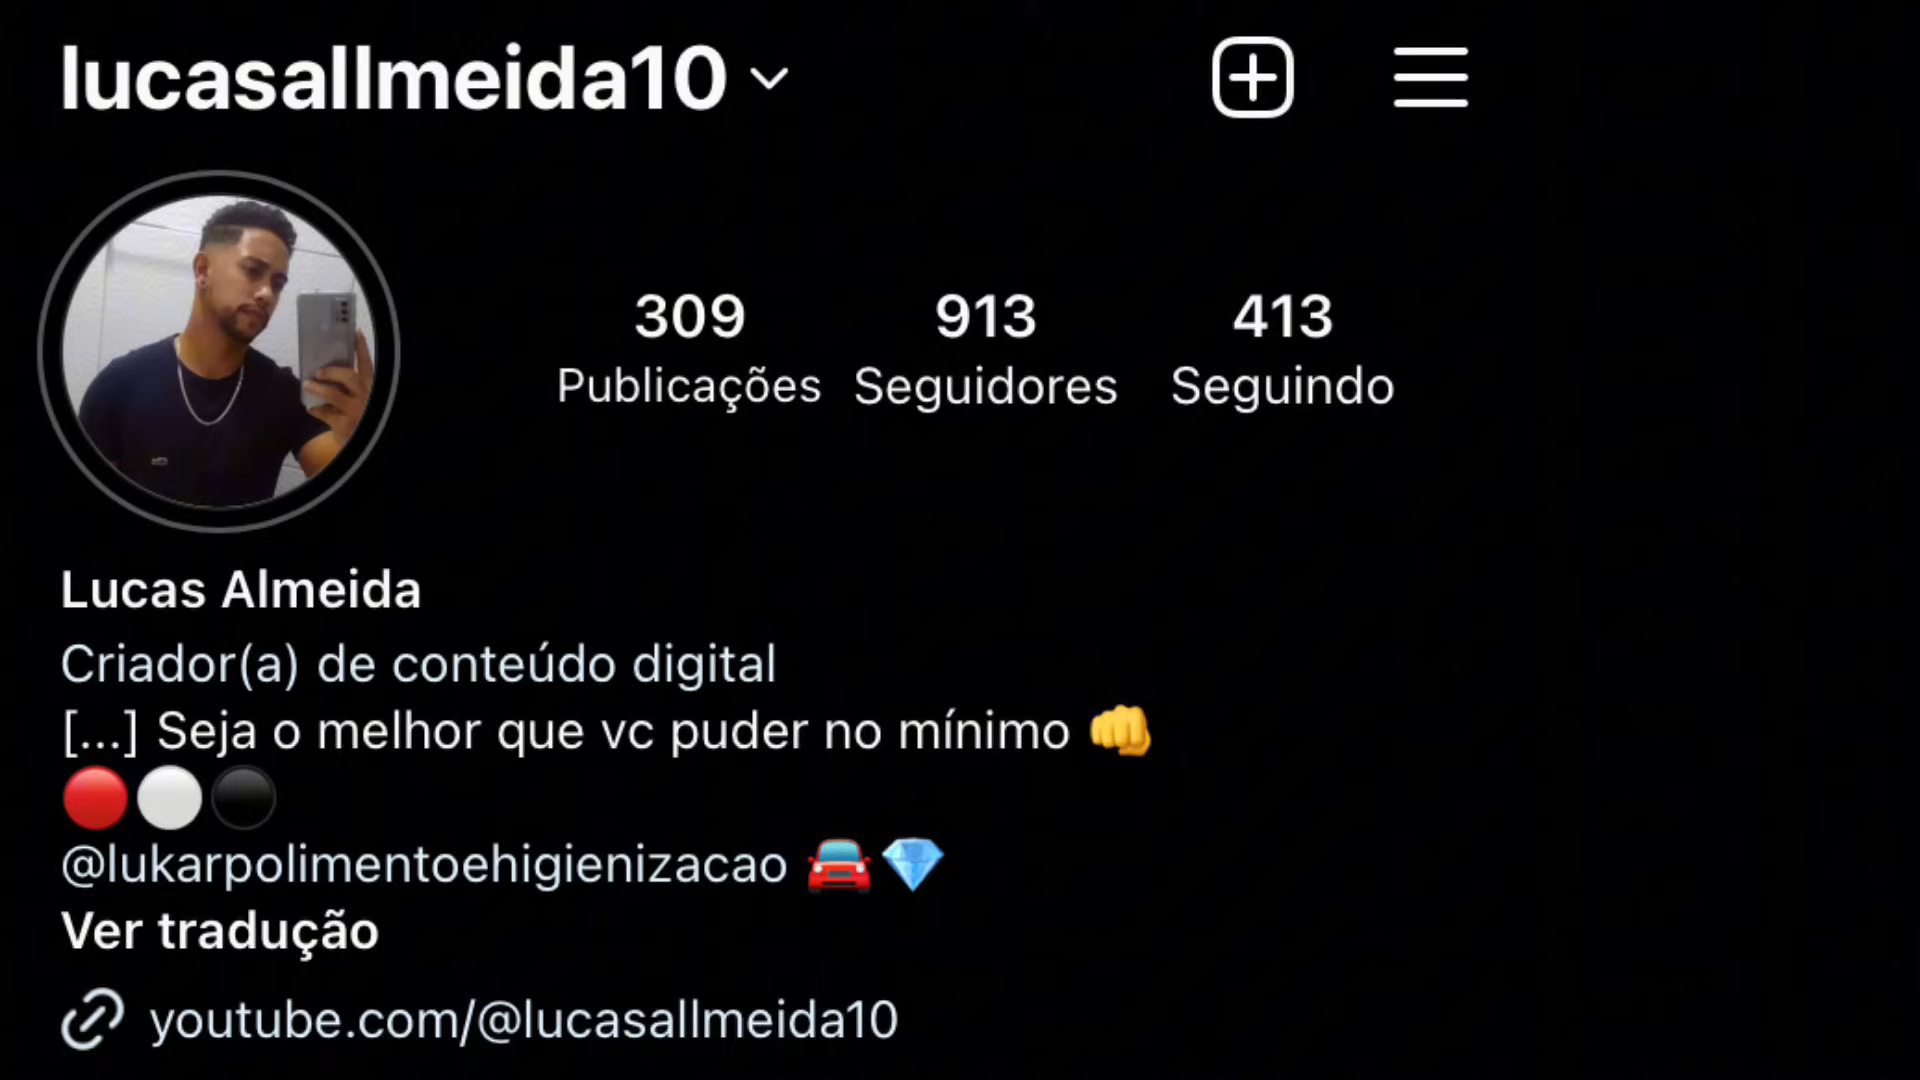 lucasallmeida10
309 913 413
Publicações Seguidores Seguindo
Lucas Almeida
Criador(a) de conteúdo digital
[...] Seja o melhor que vc puder no mínimo 👊
🔴⚪⚫
@lukarpolimentoehigienizacao 🚘💎
Ver tradução
youtube.com/@lucasallmeida10